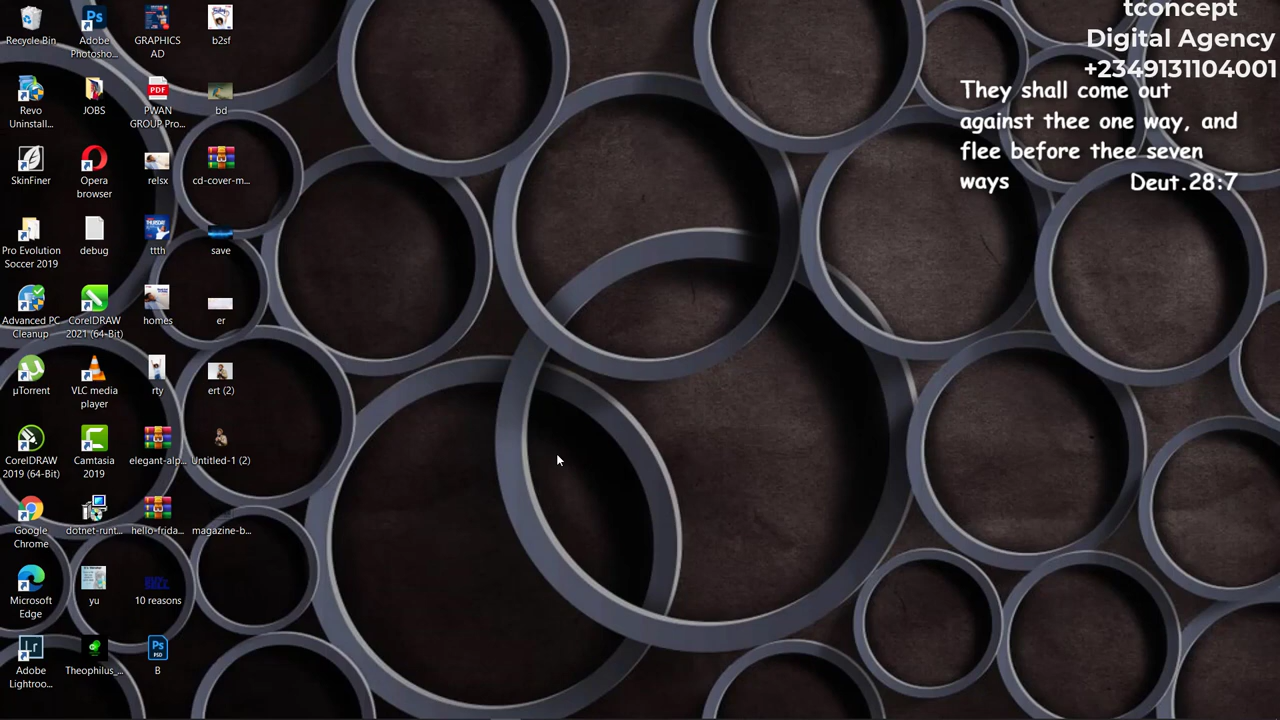 tconcept
Digital Agency
+2349131104001
They shall come out
against thee one way, and
flee before thee seven
ways Deut.28:7
Recycle Bin
Adobe
Photosho...
GRAPHICS
AD
b2sf
Revo
Uninstall...
JOBS
PDF
PWAN
GROUP Pro...
bd
SkinFiner
Opera
browser
relsx
cd-cover-m...
Pro Evolution
Soccer 2019
debug
ttth
save
Advanced PC
Cleanup
CorelDRAW
2021 (64-Bit)
homes
er
µTorrent
VLC media
player
rty
ert (2)
CorelDRAW
2019 (64-Bit)
Camtasia
2019
elegant-alp...
Untitled-1 (2)
Google
Chrome
dotnet-runt...
hello-frida...
magazine-b...
Microsoft
Edge
yu
10 reasons
Adobe
Lightroo...
Theophilus_...
B